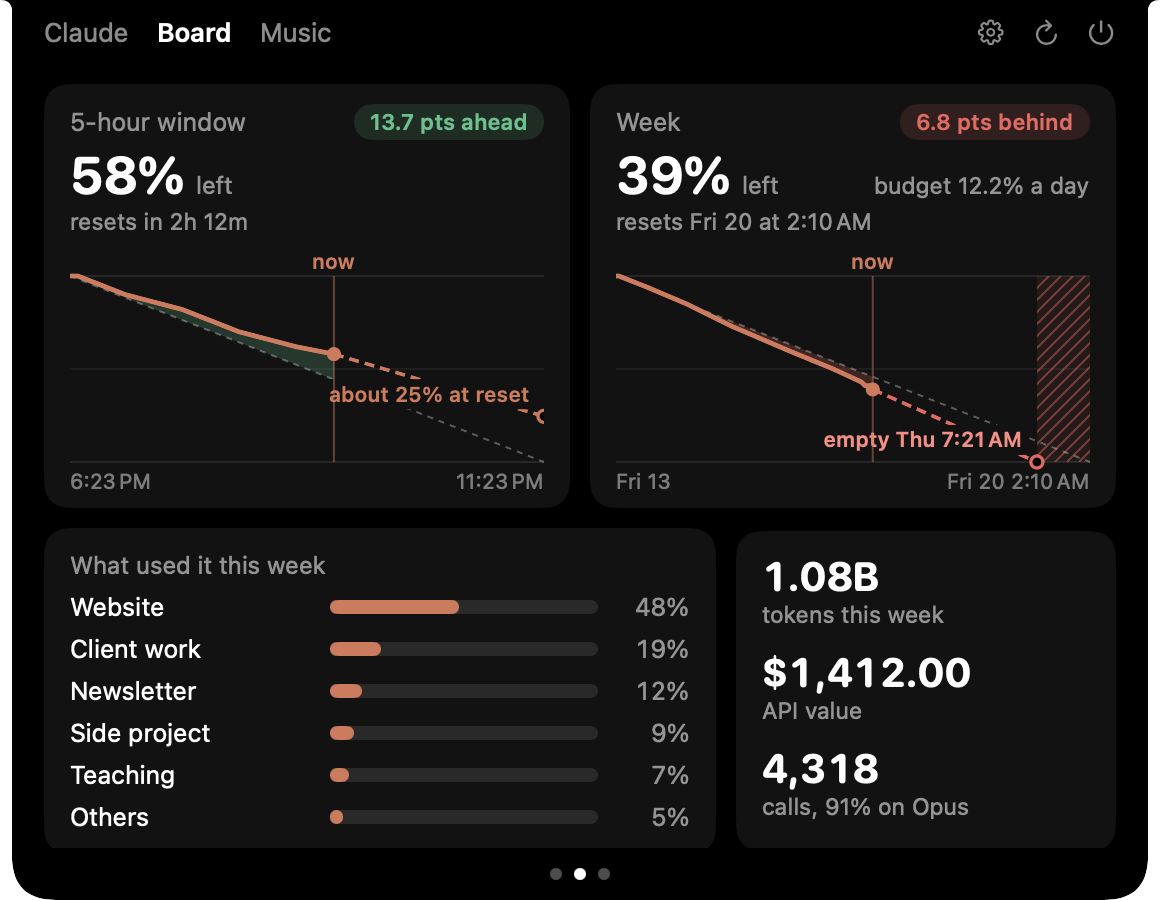 Claude Board Music
5-hour window 13.7 pts ahead
58% left
resets in 2h 12m
now
about 25% at reset
6:23 PM 11:23 PM
Week 6.8 pts behind
39% left budget 12.2% a day
resets Fri 20 at 2:10 AM
now
empty Thu 7:21 AM
Fri 13 Fri 20 2:10 AM
What used it this week
Website 48%
Client work 19%
Newsletter 12%
Side project 9%
Teaching 7%
Others 5%
1.08B
tokens this week
$1,412.00
API value
4,318
calls, 91% on Opus